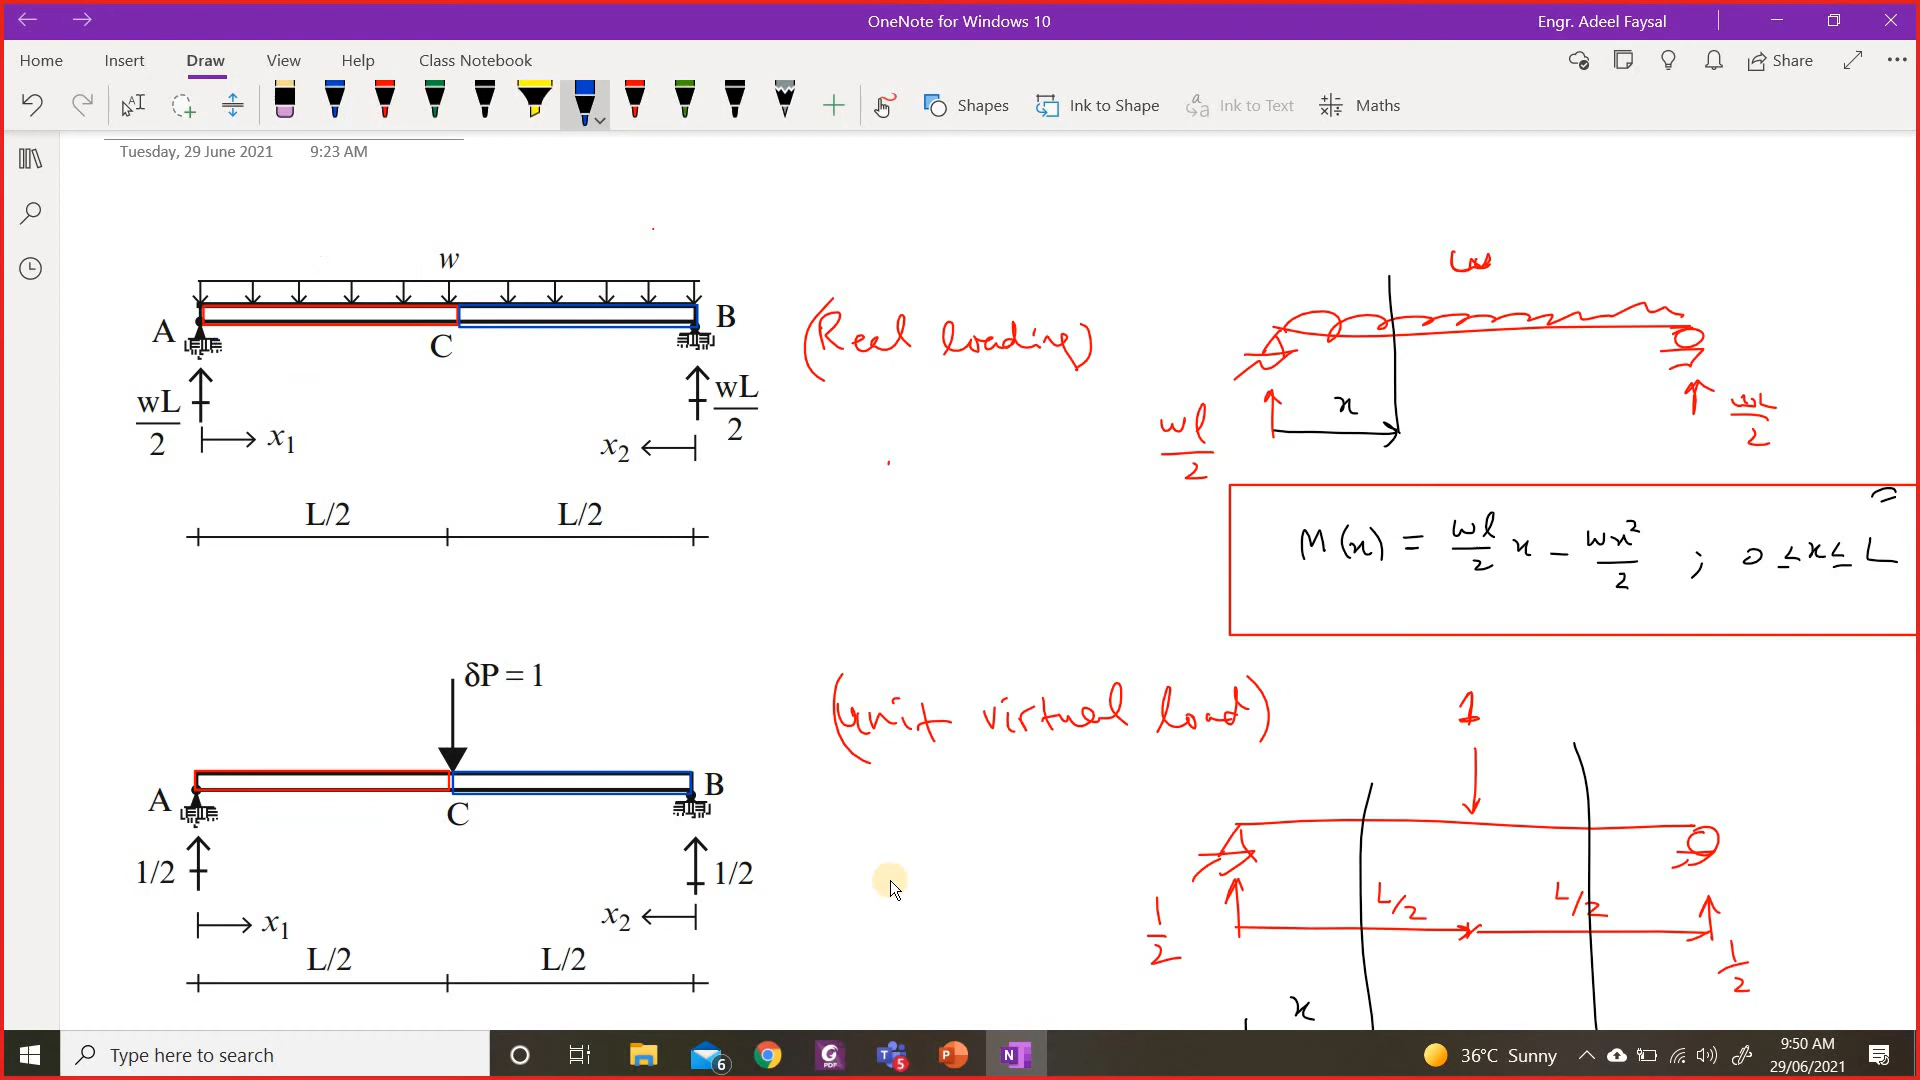 OneNote for Windows 10
Engr. Adeel Faysal
Home Insert Draw View Help Class Notebook
Share
Shapes Ink to Shape Ink to Text Maths
Tuesday, 29 June 2021 9:23 AM
w
A
B
C
wL/2
wL/2
x1
x2
L/2
L/2
(Real loading)
w
x
wl/2
wL/2
M(x) = wl/2 x - wx²/2 ; 0 ≤ x ≤ L
δP = 1
A
B
C
1/2
1/2
x1
x2
L/2
L/2
(unit virtual load)
1
L/2
L/2
1/2
1/2
x
Type here to search
6
PDF
5
36°C Sunny
9:50 AM
29/06/2021